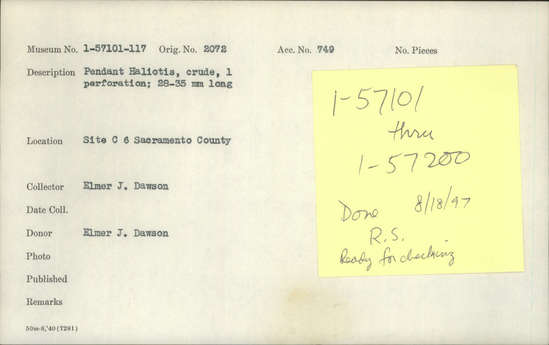 Museum No. 1-57101-117 Orig. No. 2072 Acc. No. 749 No. Pieces
Description Pendant Haliotis, crude, 1
perforation; 28-35 mm long
Location Site C 6 Sacramento County
Collector Elmer J. Dawson
Date Coll.
Donor Elmer J. Dawson
Photo
Published
Remarks
50m-8,'40(7281)
1-57101
thru
1-57200
Done 8/18/97
R.S.
Ready for checking